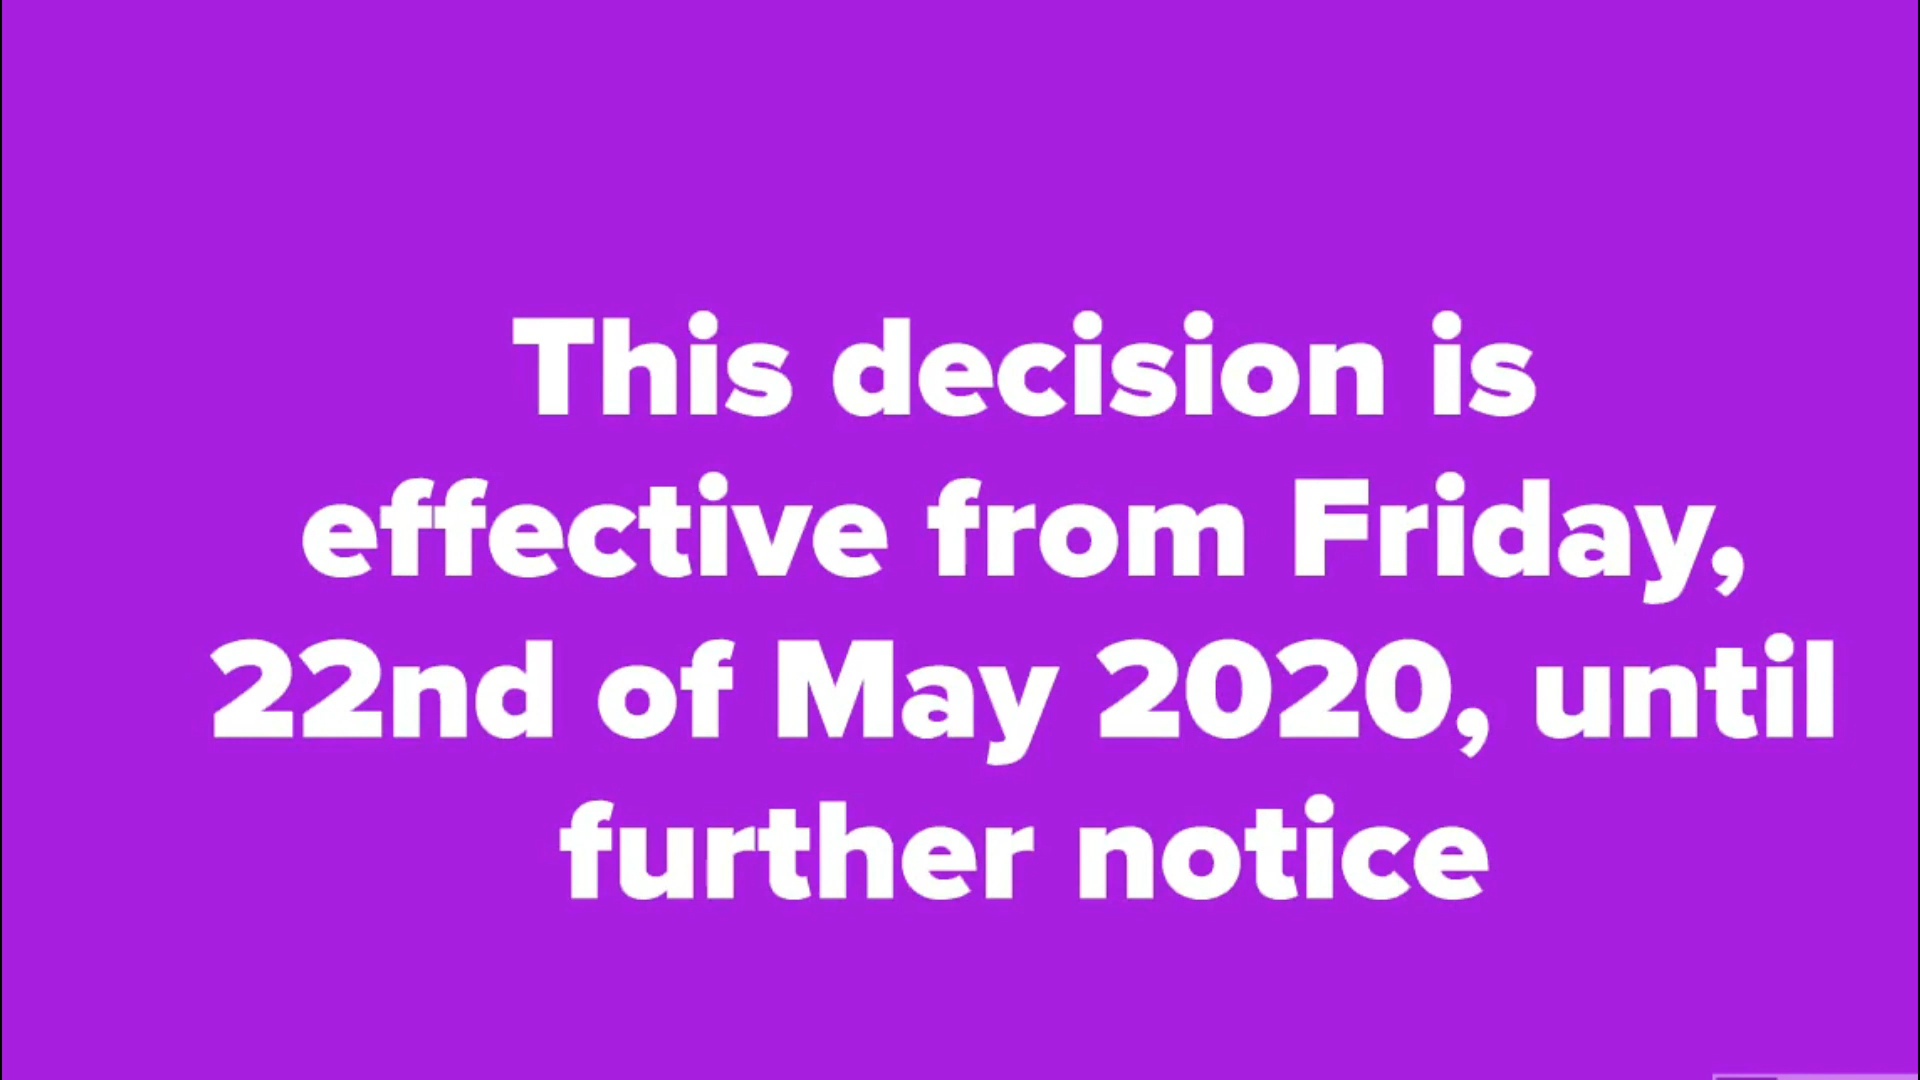 This decision is
effective from Friday,
22nd of May 2020, until
further notice